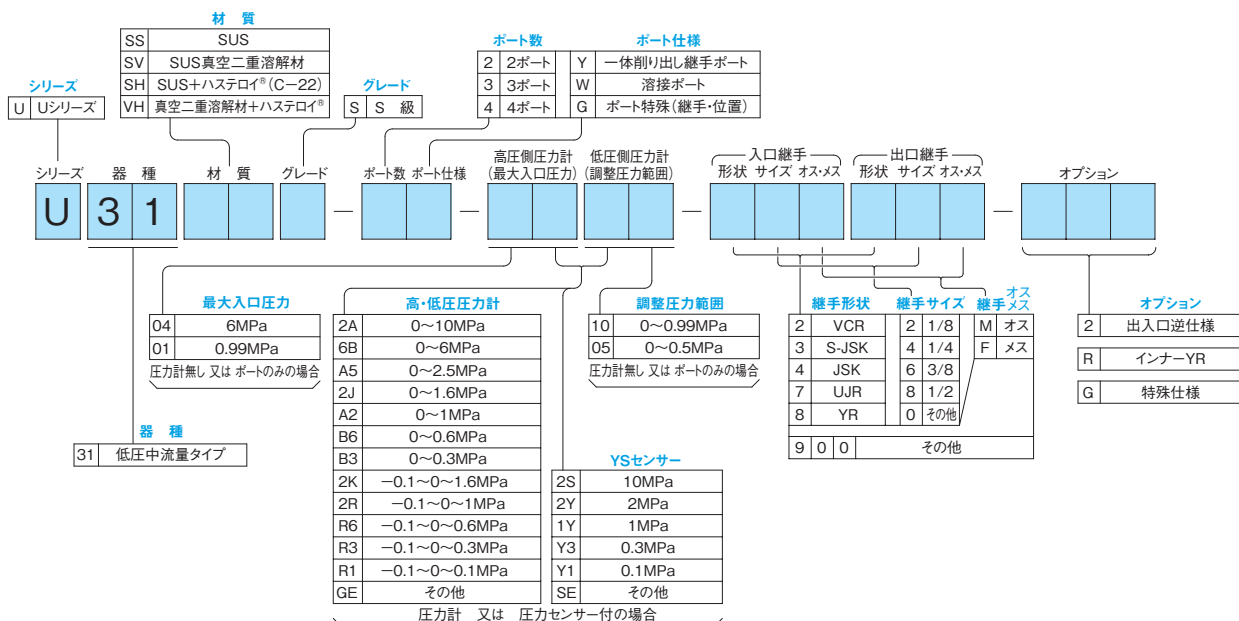 材 質
SS SUS
SV SUS真空二重溶解材
SH SUS+ハステロイ®(C−22)
VH 真空二重溶解材+ハステロイ®
シリーズ
U Uシリーズ
グレード
S S 級
ポート数
2 2ポート
3 3ポート
4 4ポート
ポート仕様
Y 一体削り出し継手ポート
W 溶接ポート
G ポート特殊(継手・位置)
シリーズ 器 種 材 質 グレード ポート数 ポート仕様
高圧側圧力計
(最大入口圧力)
低圧側圧力計
(調整圧力範囲)
入口継手
形状 サイズ オス・メス
出口継手
形状 サイズ オス・メス
オプション
U 3 1 − − − −
最大入口圧力
04 6MPa
01 0.99MPa
圧力計無し 又は ポートのみの場合
器 種
31 低圧中流量タイプ
高・低圧圧力計
2A 0〜10MPa
6B 0〜6MPa
A5 0〜2.5MPa
2J 0〜1.6MPa
A2 0〜1MPa
B6 0〜0.6MPa
B3 0〜0.3MPa
2K −0.1〜0〜1.6MPa
2R −0.1〜0〜1MPa
R6 −0.1〜0〜0.6MPa
R3 −0.1〜0〜0.3MPa
R1 −0.1〜0〜0.1MPa
GE その他
YSセンサー
2S 10MPa
2Y 2MPa
1Y 1MPa
Y3 0.3MPa
Y1 0.1MPa
SE その他
圧力計 又は 圧力センサー付の場合
調整圧力範囲
10 0〜0.99MPa
05 0〜0.5MPa
圧力計無し 又は ポートのみの場合
継手形状
2 VCR
3 S-JSK
4 JSK
7 UJR
8 YR
継手サイズ
2 1/8
4 1/4
6 3/8
8 1/2
0 その他
継手オス
メス
M オス
F メス
9 0 0 その他
オプション
2 出入口逆仕様
R インナーYR
G 特殊仕様